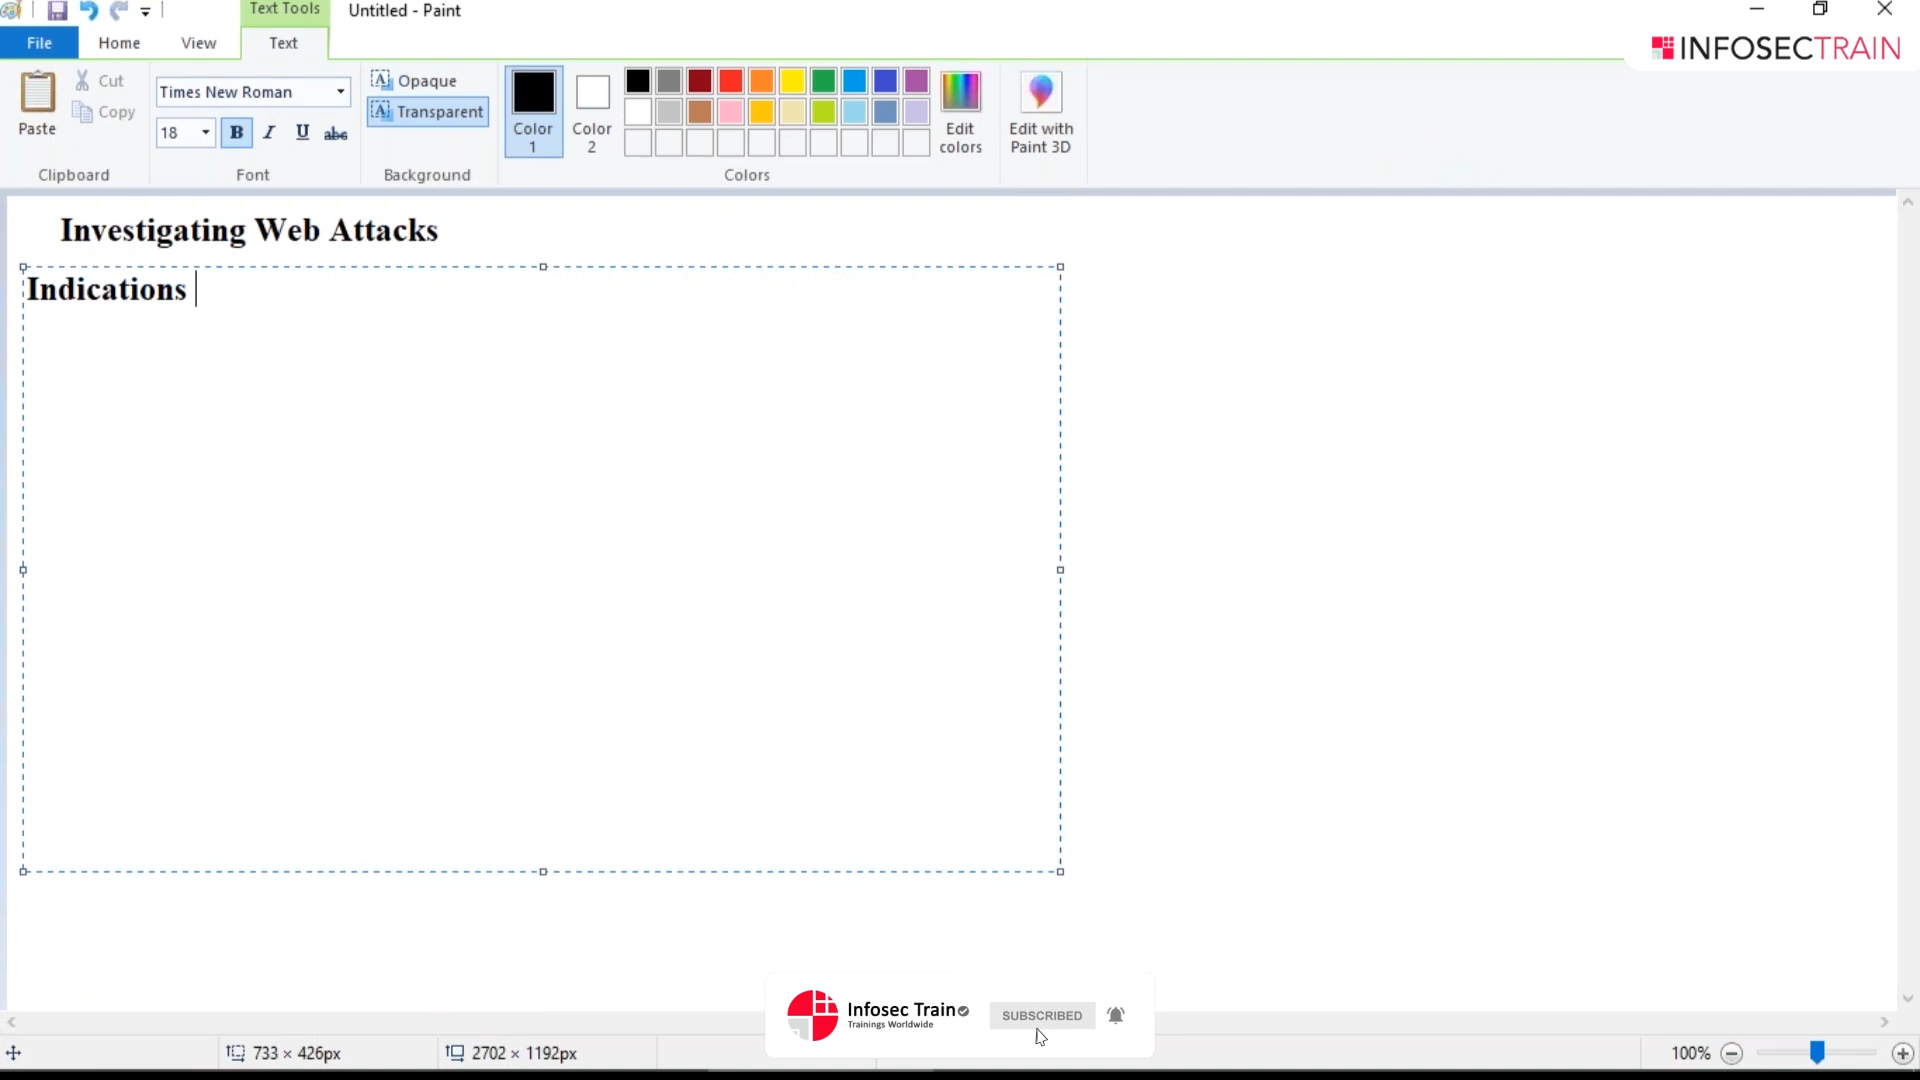 Text Tools
Untitled - Paint
File
Home
View
Text
INFOSECTRAIN
Paste
Cut
Copy
Clipboard
Times New Roman
18
B
I
U
abc
Font
Opaque
Transparent
Background
Color
1
Color
2
Edit
colors
Colors
Edit with
Paint 3D
Investigating Web Attacks
Indications
Infosec Train
Trainings Worldwide
SUBSCRIBED
733 × 426px
2702 × 1192px
100%